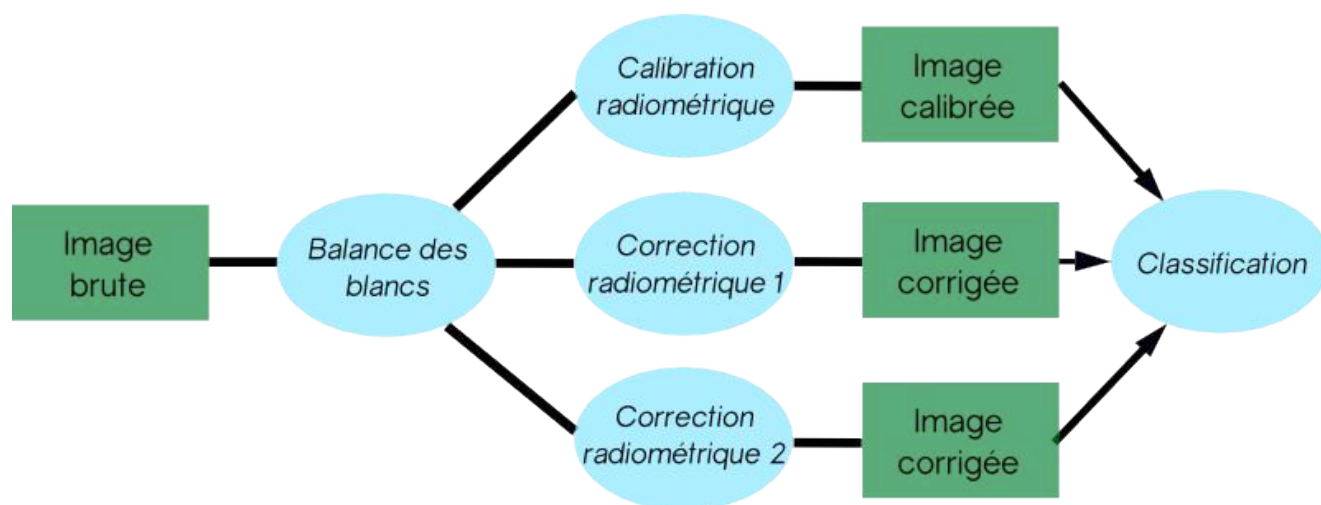 Image
brute
Balance des
blancs
Calibration
radiométrique
Image
calibrée
Correction
radiométrique 1
Image
corrigée
Correction
radiométrique 2
Image
corrigée
Classification